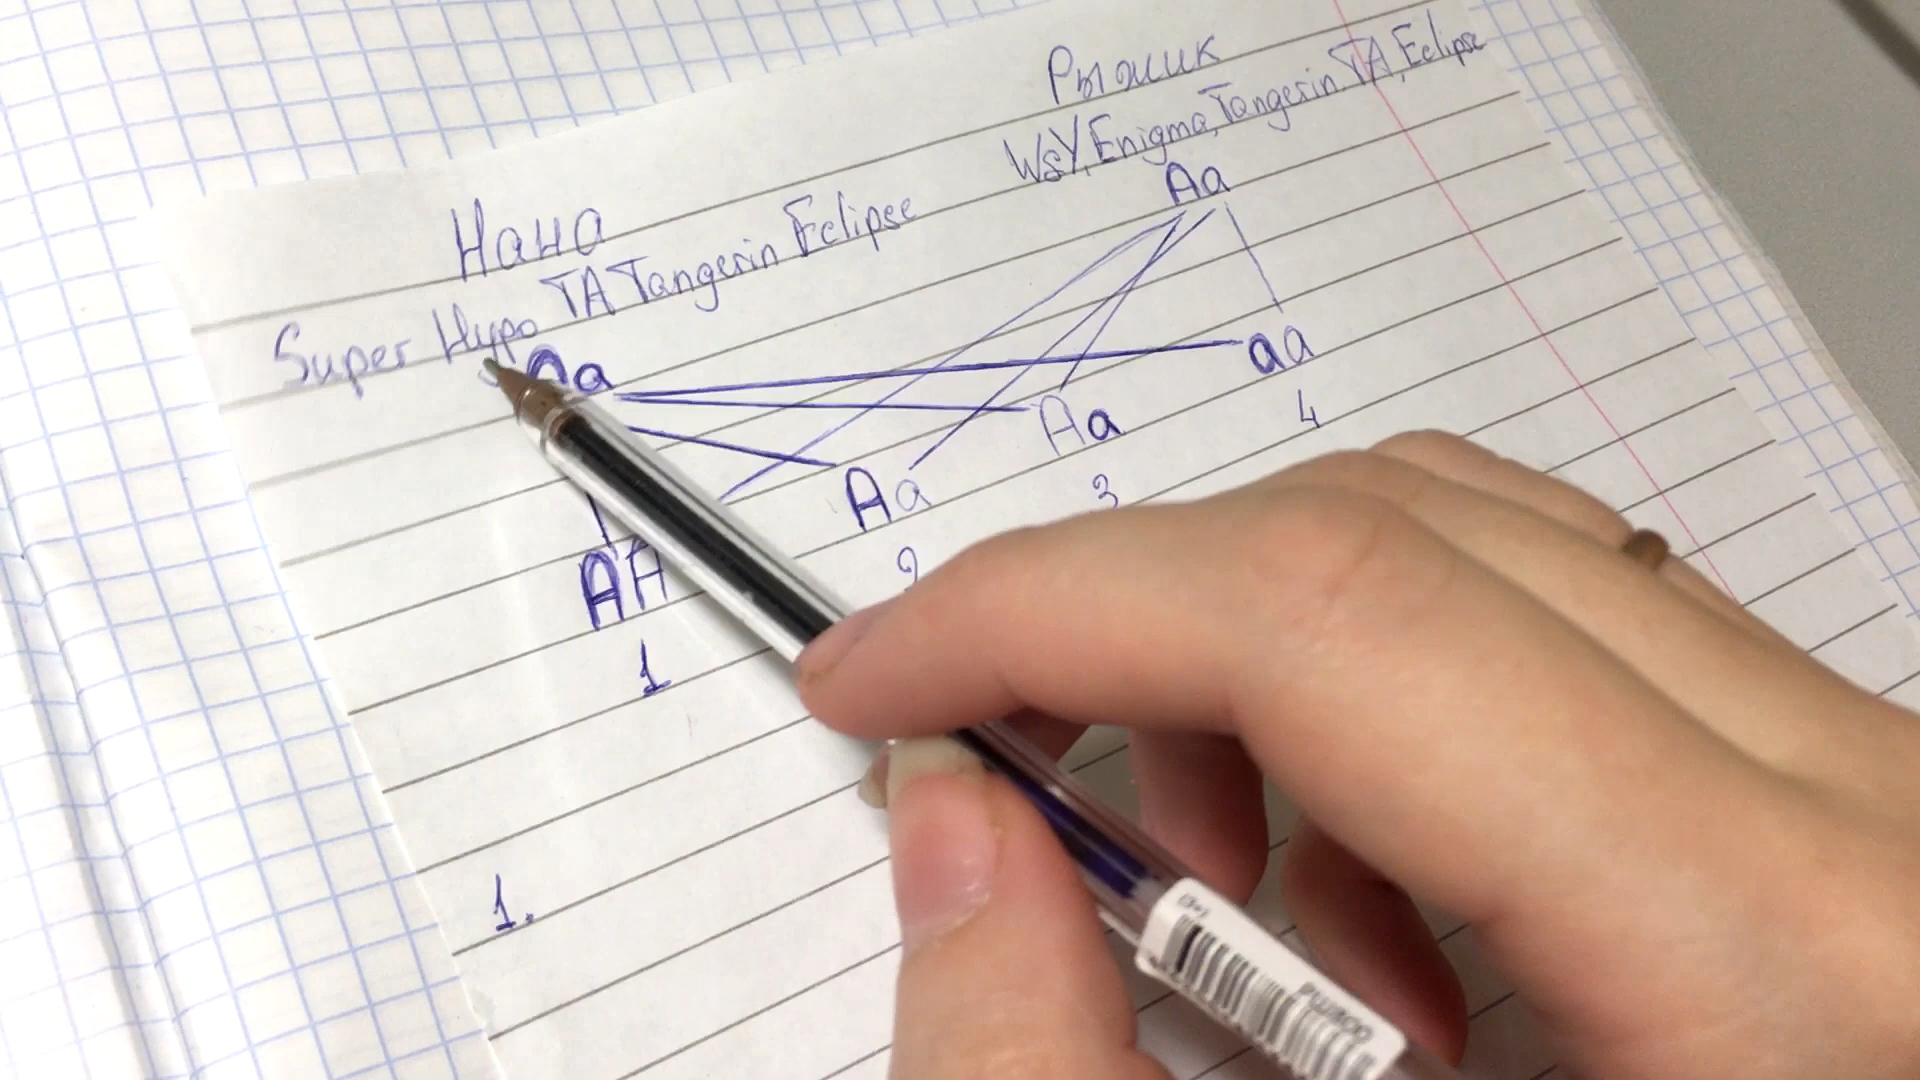 Рыжик
WsY, Enigma, Tangerin. TA, Eclipse
Нана
Super Hypo TA Tangerin Eclipse
Aa
Aa
aa
4
Aa
3
Aa
2
AA
1
1.